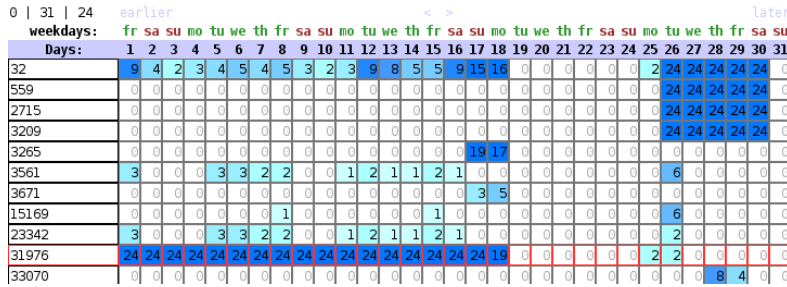 0 | 31 | 24 earlier < > later
weekdays: fr sa su mo tu we th fr sa su mo tu we th fr sa su mo tu we th fr sa su mo tu we th fr sa su
Days: 1 2 3 4 5 6 7 8 9 10 11 12 13 14 15 16 17 18 19 20 21 22 23 24 25 26 27 28 29 30 31
32 9 4 2 3 4 5 4 5 3 2 3 9 8 5 5 9 15 16 0 0 0 0 0 0 2 24 24 24 24 24 0
559 0 0 0 0 0 0 0 0 0 0 0 0 0 0 0 0 0 0 0 0 0 0 0 0 0 24 24 24 24 24 0
2715 0 0 0 0 0 0 0 0 0 0 0 0 0 0 0 0 0 0 0 0 0 0 0 0 0 24 24 24 24 24 0
3209 0 0 0 0 0 0 0 0 0 0 0 0 0 0 0 0 0 0 0 0 0 0 0 0 0 24 24 24 24 24 0
3265 0 0 0 0 0 0 0 0 0 0 0 0 0 0 0 0 19 17 0 0 0 0 0 0 0 0 0 0 0 0 0
3561 3 0 0 0 3 3 2 2 0 0 1 2 1 1 2 1 0 0 0 0 0 0 0 0 0 6 0 0 0 0 0
3671 0 0 0 0 0 0 0 0 0 0 0 0 0 0 0 0 3 5 0 0 0 0 0 0 0 0 0 0 0 0 0
15169 0 0 0 0 0 0 0 1 0 0 0 0 0 0 1 0 0 0 0 0 0 0 0 0 0 6 0 0 0 0 0
23342 3 0 0 0 3 3 2 2 0 0 1 2 1 1 2 1 0 0 0 0 0 0 0 0 0 2 0 0 0 0 0
31976 24 24 24 24 24 24 24 24 24 24 24 24 24 24 24 24 24 19 0 0 0 0 0 0 2 2 0 0 0 0 0
33070 0 0 0 0 0 0 0 0 0 0 0 0 0 0 0 0 0 0 0 0 0 0 0 0 0 0 0 8 4 0 0